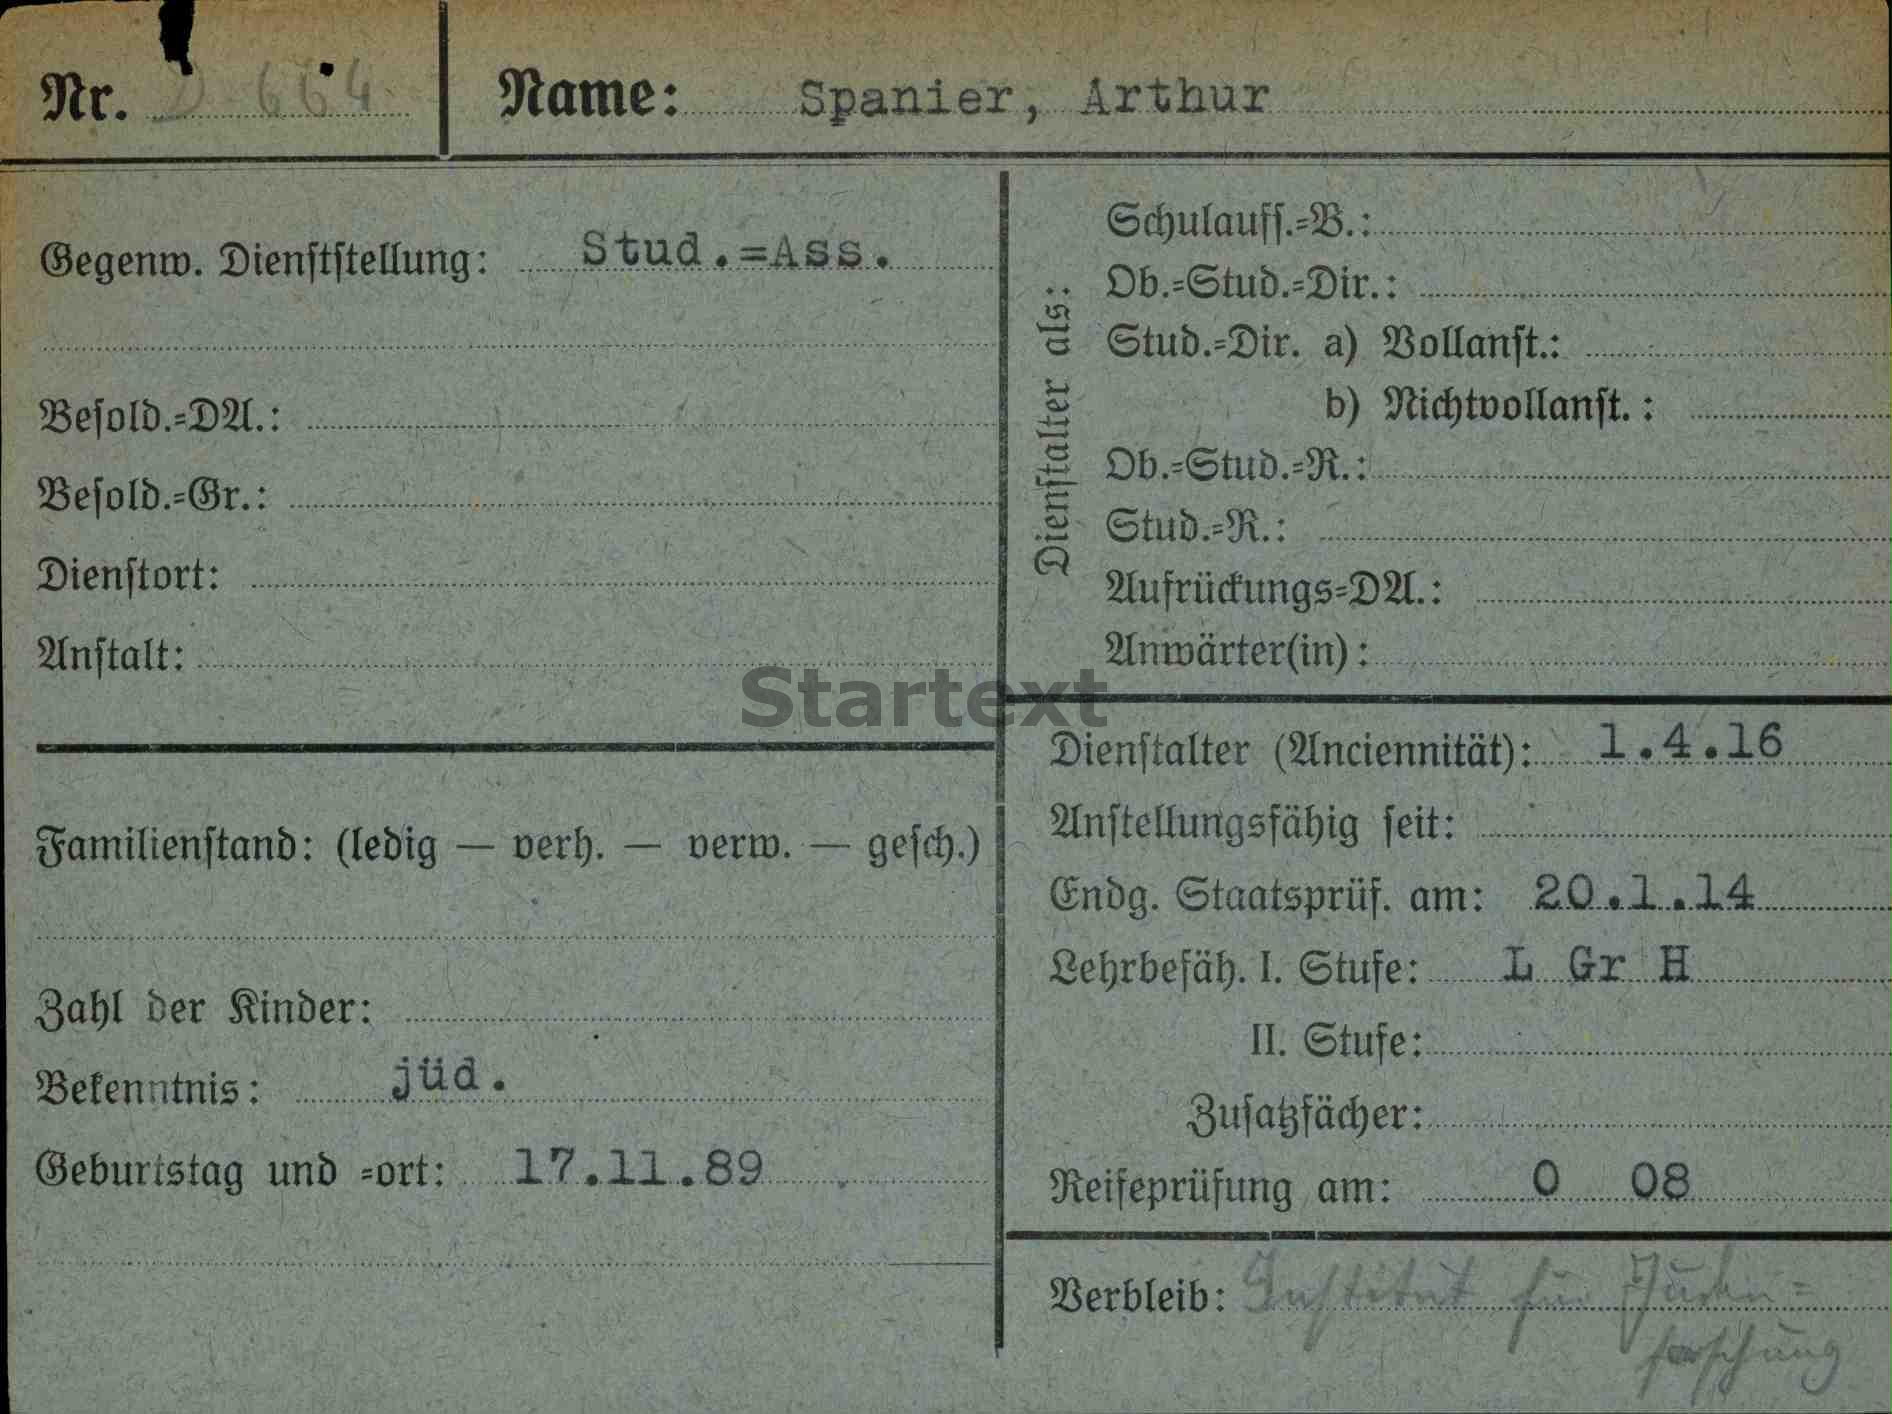 Nr. D 664
Name: Spanier, Arthur
Gegenw. Dienststellung: Stud.=Ass.
Besold.=DA.:
Besold.=Gr.:
Dienstort:
Anstalt:
Familienstand: (ledig — verh. — verw. — gesch.)
Zahl der Kinder:
Bekenntnis: jüd.
Geburtstag und =ort: 17.11.89
Dienstalter als:
Schulauff.=B.:
Ob.=Stud.=Dir.:
Stud.=Dir. a) Vollanst.:
b) Nichtvollanst.:
Ob.=Stud.=R.:
Stud.=R.:
Aufrückungs=DA.:
Anwärter(in):
Startext
Dienstalter (Anciennität): 1.4.16
Anstellungsfähig seit:
Endg. Staatsprüf. am: 20.1.14
Lehrbefäh. I. Stufe: L Gr H
II. Stufe:
Zusatzfächer:
Reifeprüfung am: O 08
Verbleib: Institut für Juden=
forschung